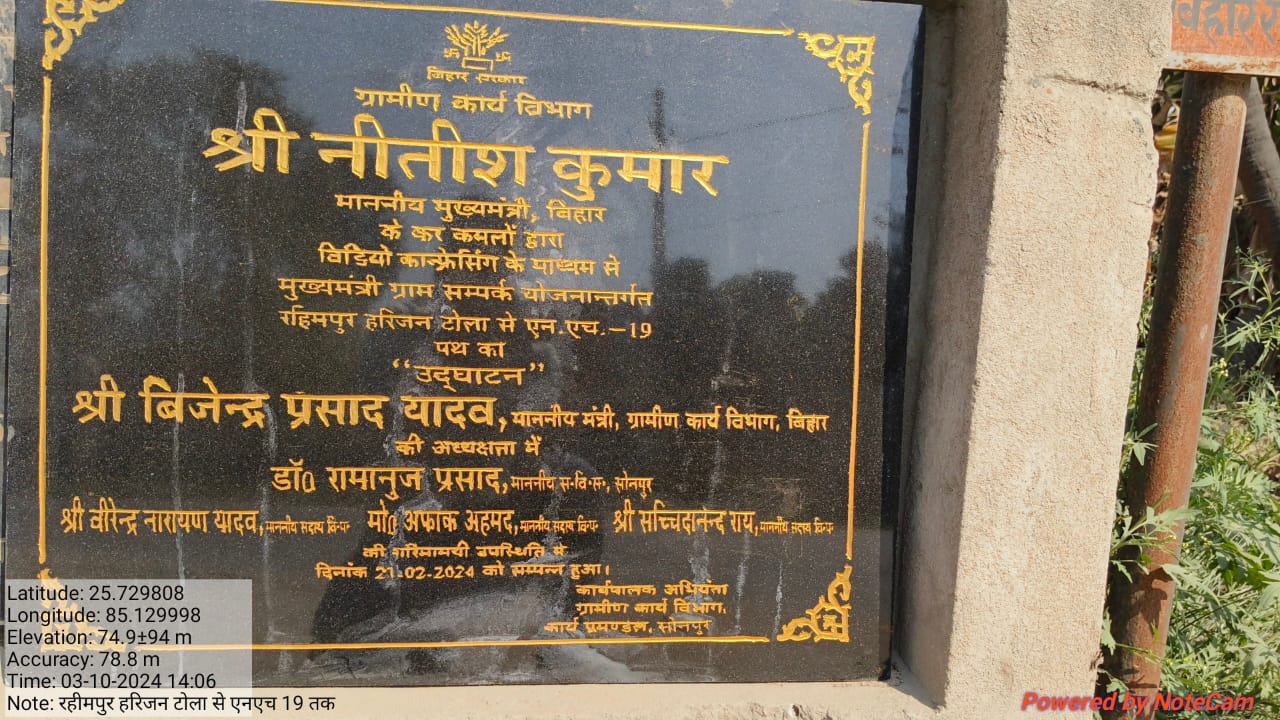 बिहार सरकार
ग्रामीण कार्य विभाग
श्री नीतीश कुमार
माननीय मुख्यमंत्री, बिहार
के कर कमलों द्वारा
विडियो कान्फ्रेसिंग के माध्यम से
मुख्यमंत्री ग्राम सम्पर्क योजनान्तर्गत
रहिमपुर हरिजन टोला से एन.एच.-19
पथ का
“उद्घाटन”
श्री बिजेन्द्र प्रसाद यादव, माननीय मंत्री, ग्रामीण कार्य विभाग, बिहार
की अध्यक्षता में
डॉ0 रामानुज प्रसाद, माननीय स.वि.स., सोनपुर
श्री वीरेन्द्र नारायण यादव, माननीय सदस्य वि.प. मो0 अफाक अहमद, माननीय सदस्य वि.प. श्री सच्चिदानन्द राय, माननीय सदस्य वि.प.
की गरिमामयी उपस्थिति में
दिनांक 21-02-2024 को सम्पन्न हुआ।
कार्यपालक अभियंता
ग्रामीण कार्य विभाग,
कार्य प्रमण्डल, सोनपुर
Latitude: 25.729808
Longitude: 85.129998
Elevation: 74.9±94 m
Accuracy: 78.8 m
Time: 03-10-2024 14:06
Note: रहीमपुर हरिजन टोला से एनएच 19 तक
Powered by NoteCam